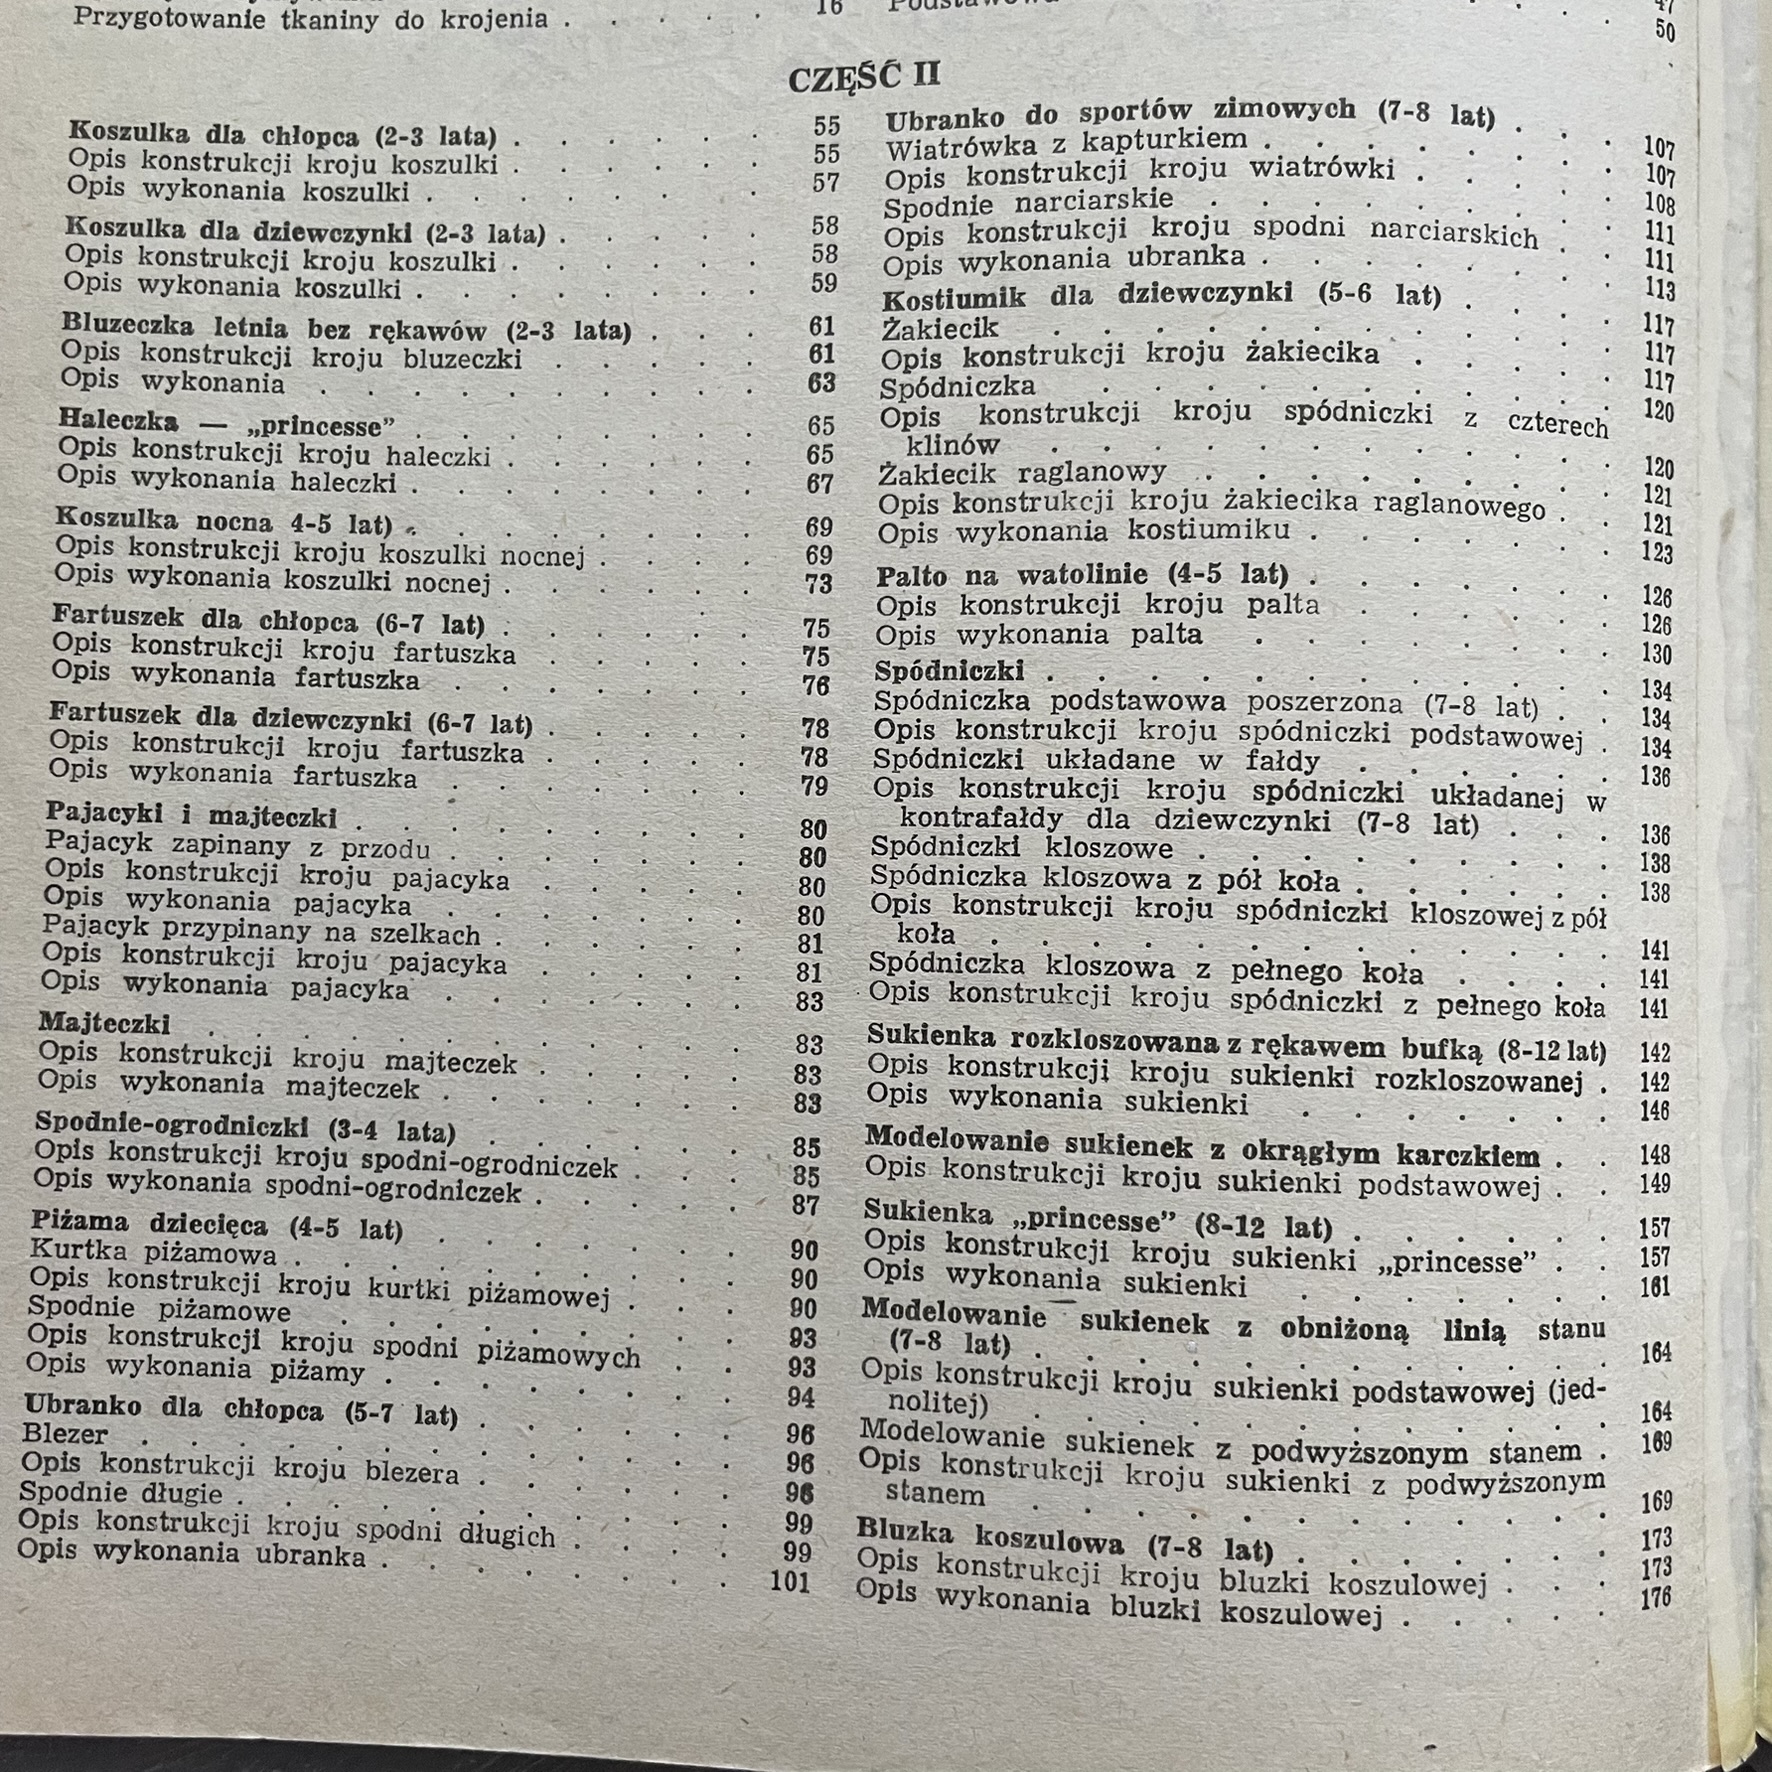 Przygotowanie tkaniny do krojenia . . . . . 16
47
50
CZĘŚĆ II
Koszulka dla chłopca (2-3 lata) . . . . . 55
Opis konstrukcji kroju koszulki . . . . . 55
Opis wykonania koszulki . . . . . . . 57
Koszulka dla dziewczynki (2-3 lata) . . . . . 58
Opis konstrukcji kroju koszulki . . . . . 58
Opis wykonania koszulki . . . . . . . 59
Bluzeczka letnia bez rękawów (2-3 lata) . . . 61
Opis konstrukcji kroju bluzeczki . . . . . 61
Opis wykonania . . . . . . . . 63
Haleczka — „princesse” . . . . . . . 65
Opis konstrukcji kroju haleczki . . . . . 65
Opis wykonania haleczki . . . . . . . 67
Koszulka nocna 4-5 lat) . . . . . . . 69
Opis konstrukcji kroju koszulki nocnej . . . . 69
Opis wykonania koszulki nocnej . . . . . 73
Fartuszek dla chłopca (6-7 lat) . . . . . 75
Opis konstrukcji kroju fartuszka . . . . . 75
Opis wykonania fartuszka . . . . . . 76
Fartuszek dla dziewczynki (6-7 lat) . . . . . 78
Opis konstrukcji kroju fartuszka . . . . . 78
Opis wykonania fartuszka . . . . . . 79
Pajacyki i majteczki . . . . . . . . 80
Pajacyk zapinany z przodu . . . . . . 80
Opis konstrukcji kroju pajacyka . . . . . 80
Opis wykonania pajacyka . . . . . . 80
Pajacyk przypinany na szelkach . . . . . 81
Opis konstrukcji kroju pajacyka . . . . . 81
Opis wykonania pajacyka . . . . . . 83
Majteczki . . . . . . . . . . 83
Opis konstrukcji kroju majteczek . . . . . 83
Opis wykonania majteczek . . . . . . 83
Spodnie-ogrodniczki (3-4 lata) . . . . . 85
Opis konstrukcji kroju spodni-ogrodniczek . . . 85
Opis wykonania spodni-ogrodniczek . . . . . 87
Piżama dziecięca (4-5 lat) . . . . . . 90
Kurtka piżamowa . . . . . . . . . 90
Opis konstrukcji kroju kurtki piżamowej . . . 90
Spodnie piżamowe . . . . . . . . 93
Opis konstrukcji kroju spodni piżamowych . . 93
Opis wykonania piżamy . . . . . . . 94
Ubranko dla chłopca (5-7 lat) . . . . . . 96
Blezer . . . . . . . . . . . . 96
Opis konstrukcji kroju blezera . . . . . . 96
Spodnie długie . . . . . . . . . . 99
Opis konstrukcji kroju spodni długich . . . . 99
Opis wykonania ubranka . . . . . . . 101
Ubranko do sportów zimowych (7-8 lat) . . . 107
Wiatrówka z kapturkiem . . . . . . . 107
Opis konstrukcji kroju wiatrówki . . . . . 108
Spodnie narciarskie . . . . . . . . 111
Opis konstrukcji kroju spodni narciarskich . . 111
Opis wykonania ubranka . . . . . . . 113
Kostiumik dla dziewczynki (5-6 lat) . . . . 117
Żakiecik . . . . . . . . . . . 117
Opis konstrukcji kroju żakiecika . . . . . 117
Spódniczka . . . . . . . . . . 120
Opis konstrukcji kroju spódniczki z czterech
klinów . . . . . . . . . . . 120
Żakiecik raglanowy . . . . . . . . 121
Opis konstrukcji kroju żakiecika raglanowego . . 121
Opis wykonania kostiumiku . . . . . . 123
Palto na watolinie (4-5 lat) . . . . . . . 126
Opis konstrukcji kroju palta . . . . . . 126
Opis wykonania palta . . . . . . . 130
Spódniczki . . . . . . . . . . . 134
Spódniczka podstawowa poszerzona (7-8 lat) . . 134
Opis konstrukcji kroju spódniczki podstawowej . 134
Spódniczki układane w fałdy . . . . . . 136
Opis konstrukcji kroju spódniczki układanej w
kontrafałdy dla dziewczynki (7-8 lat) . . . 136
Spódniczki kloszowe . . . . . . . . 138
Spódniczka kloszowa z pół koła . . . . . 138
Opis konstrukcji kroju spódniczki kloszowej z pół
koła . . . . . . . . . . . . 141
Spódniczka kloszowa z pełnego koła . . . . 141
Opis konstrukcji kroju spódniczki z pełnego koła 141
Sukienka rozkloszowana z rękawem bufką (8-12 lat) 142
Opis konstrukcji kroju sukienki rozkloszowanej . 142
Opis wykonania sukienki . . . . . . 146
Modelowanie sukienek z okrągłym karczkiem . . 148
Opis konstrukcji kroju sukienki podstawowej . . 149
Sukienka „princesse” (8-12 lat) . . . . . . 157
Opis konstrukcji kroju sukienki „princesse” . . 157
Opis wykonania sukienki . . . . . . 161
Modelowanie sukienek z obniżoną linią stanu
(7-8 lat) . . . . . . . . . . . 164
Opis konstrukcji kroju sukienki podstawowej (jed-
nolitej) . . . . . . . . . . . 164
Modelowanie sukienek z podwyższonym stanem . 169
Opis konstrukcji kroju sukienki z podwyższonym
stanem . . . . . . . . . . . 169
Bluzka koszulowa (7-8 lat) . . . . . . . 173
Opis konstrukcji kroju bluzki koszulowej . . . 173
Opis wykonania bluzki koszulowej . . . . . 176